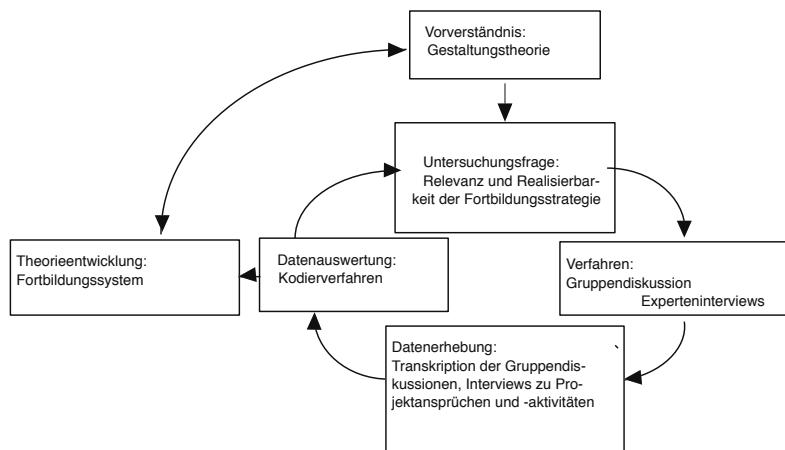 Vorverständnis:
Gestaltungstheorie
Untersuchungsfrage:
Relevanz und Realisierbar-
keit der Fortbildungsstrategie
Theorieentwicklung:
Fortbildungssystem
Datenauswertung:
Kodierverfahren
Verfahren:
Gruppendiskussion
Experteninterviews
Datenerhebung:
Transkription der Gruppendis-
kussionen, Interviews zu Pro-
jektansprüchen und -aktivitäten